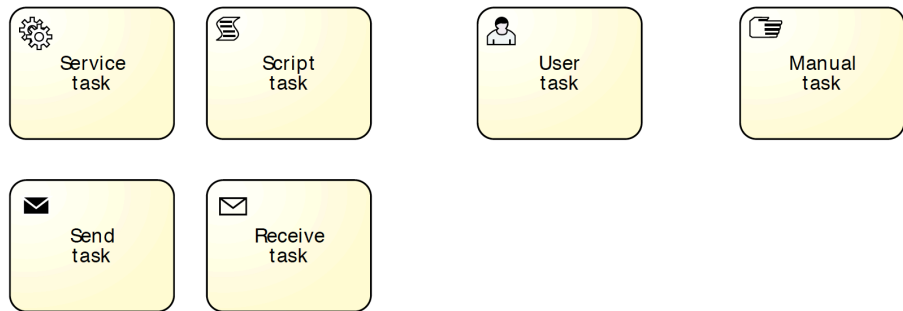 Service
task
Script
task
User
task
Manual
task
Send
task
Receive
task